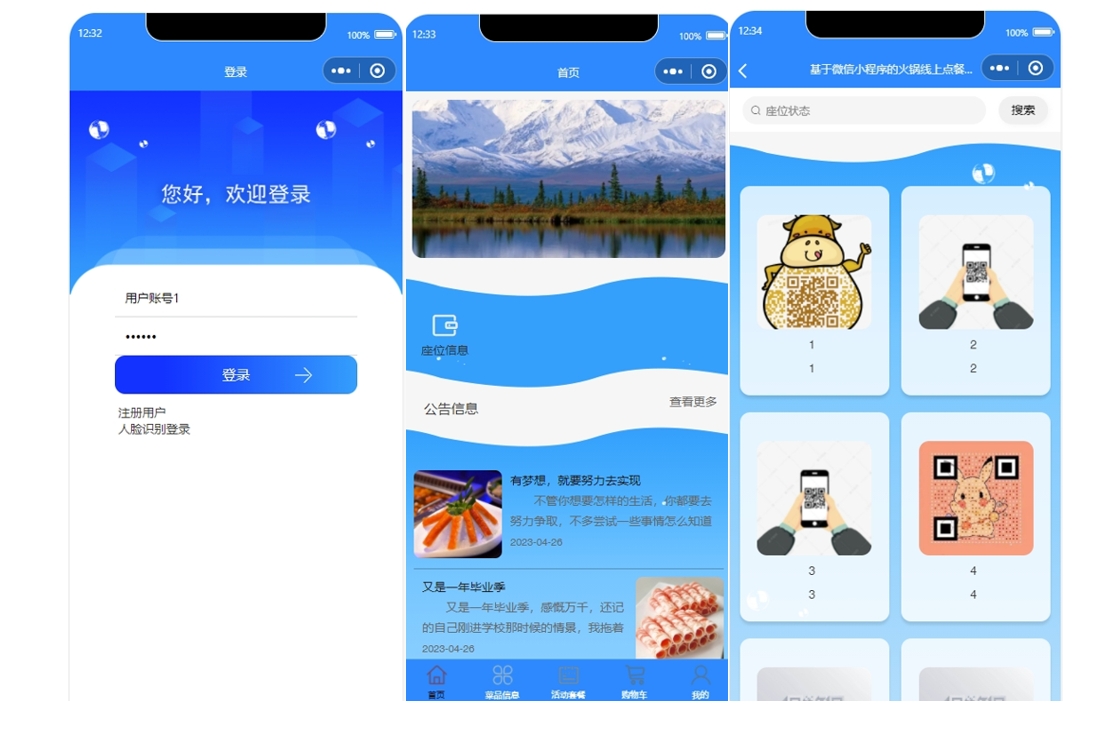 12:32
100%
登录
您好，欢迎登录
用户账号1
••••••
登录
注册用户
人脸识别登录
12:33
100%
首页
座位信息
公告信息
查看更多
有梦想，就要努力去实现
不管你想要怎样的生活，你都要去
努力争取，不多尝试一些事情怎么知道
2023-04-26
又是一年毕业季
又是一年毕业季，感慨万千，还记
的自己刚进学校那时候的情景，我拖着
2023-04-26
首页
菜品信息
活动套餐
购物车
我的
12:34
100%
基于微信小程序的火锅线上点餐...
座位状态
搜索
1
1
2
2
3
3
4
4